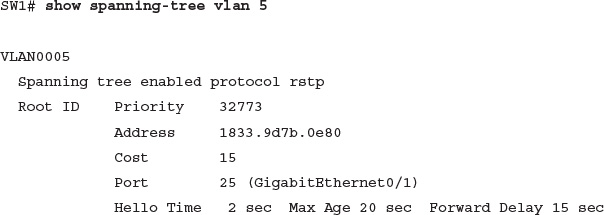 SW1# show spanning-tree vlan 5
VLAN0005
Spanning tree enabled protocol rstp
Root ID Priority 32773
Address 1833.9d7b.0e80
Cost 15
Port 25 (GigabitEthernet0/1)
Hello Time 2 sec Max Age 20 sec Forward Delay 15 sec